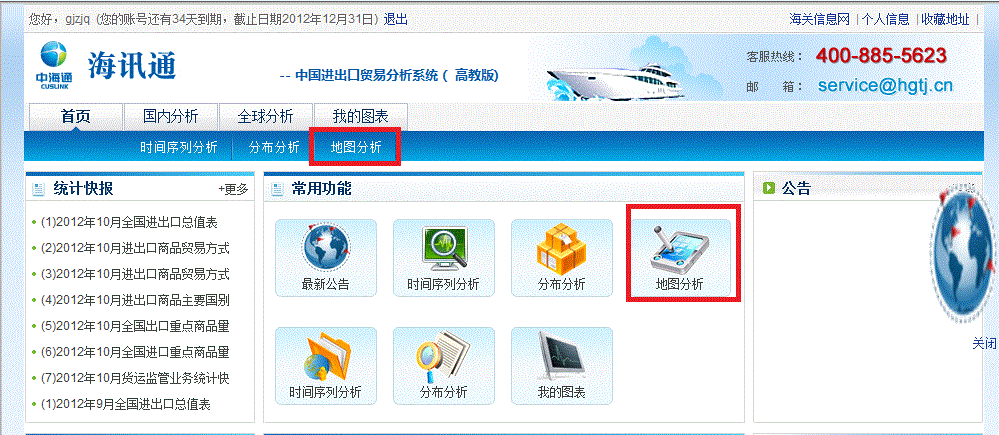 您好，gjzjq (您的账号还有34天到期，截止日期2012年12月31日) 退出
海关信息网 | 个人信息 | 收藏地址 |
中海通
CUSLINK
海讯通
-- 中国进出口贸易分析系统（ 高教版)
客服热线： 400-885-5623
邮 箱： service@hgtj.cn
首页 国内分析 全球分析 我的图表
时间序列分析 分布分析 地图分析
统计快报 +更多
(1)2012年10月全国进出口总值表
(2)2012年10月进出口商品贸易方式
(3)2012年10月进出口商品贸易方式
(4)2012年10月进出口商品主要国别
(5)2012年10月全国出口重点商品量
(6)2012年10月全国进口重点商品量
(7)2012年10月货运监管业务统计快
(1)2012年9月全国进出口总值表
常用功能
最新公告 时间序列分析 分布分析 地图分析
时间序列分析 分布分析 我的图表
公告
关闭